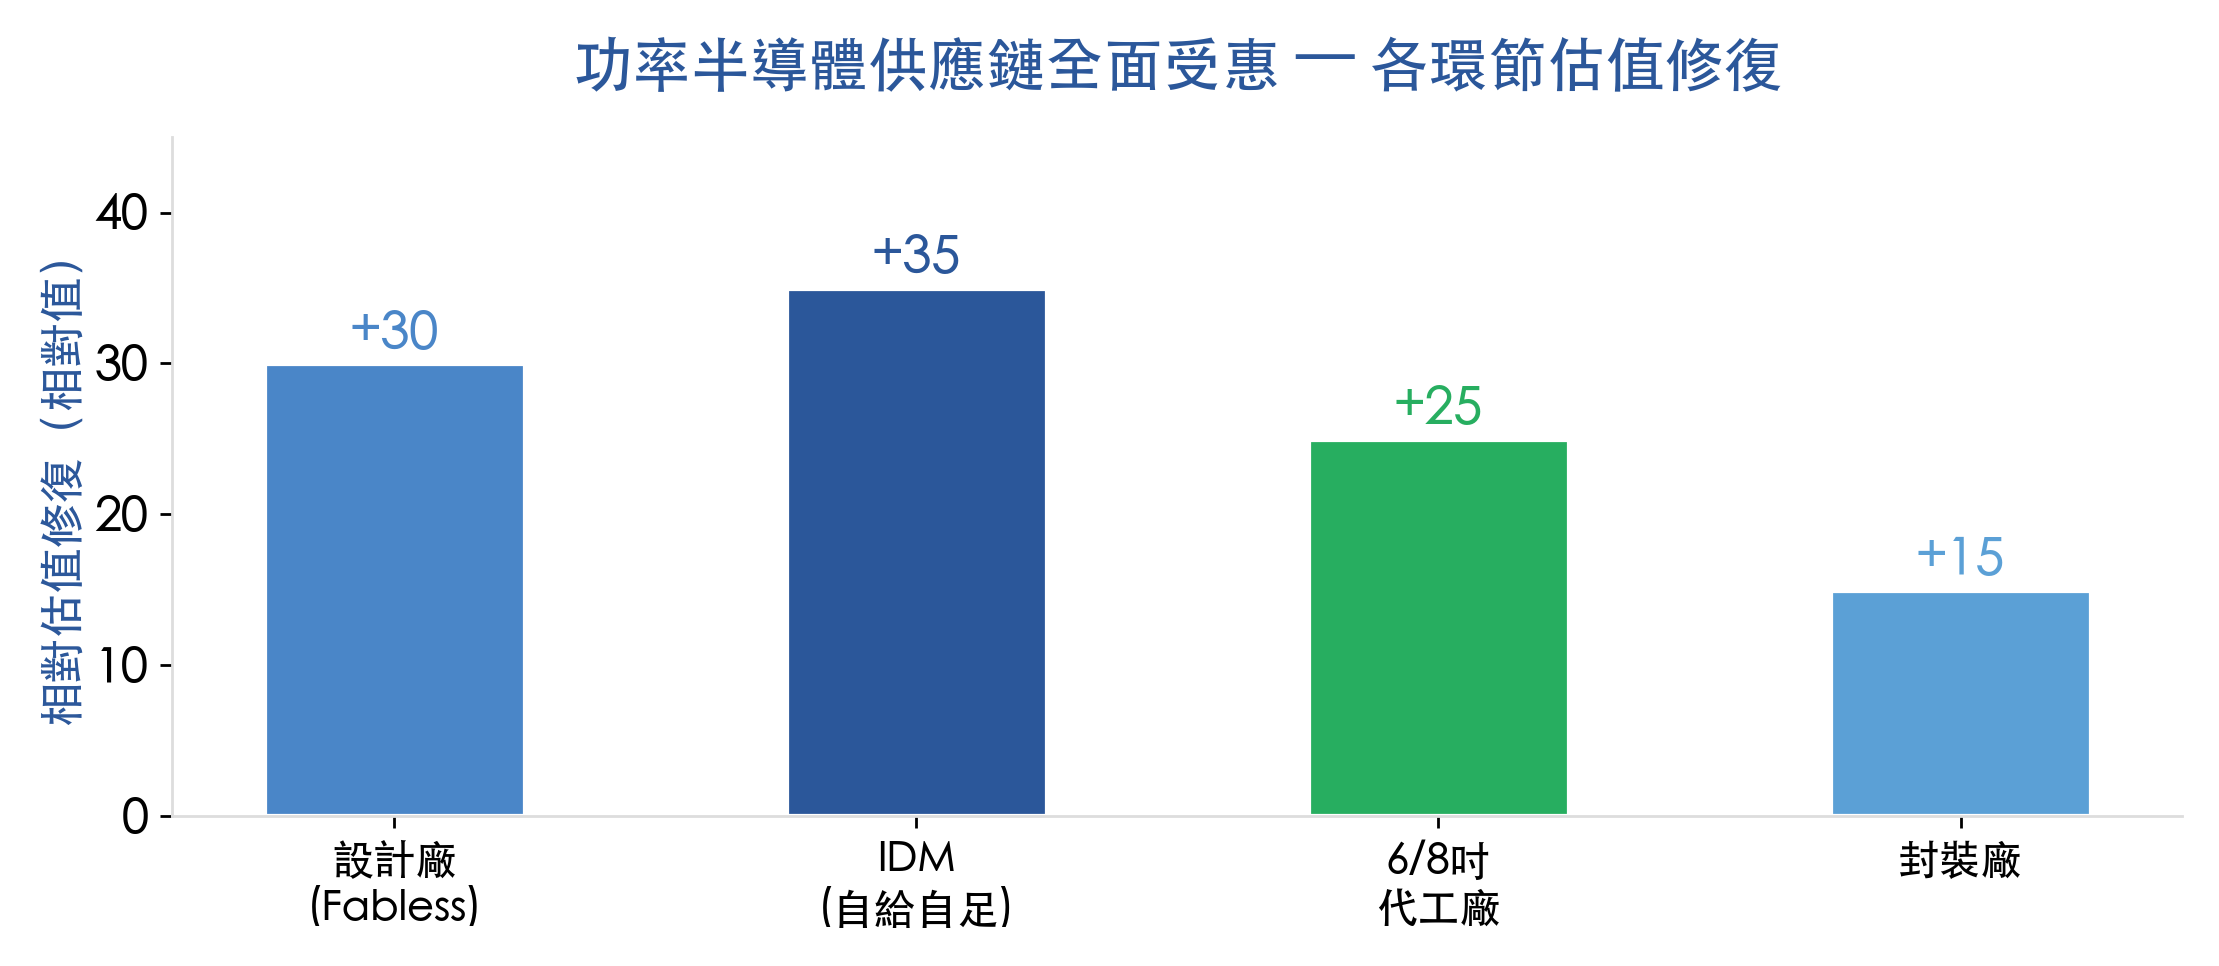 功率半導體供應鏈全面受惠 — 各環節估值修復
相對估值修復（相對值）
40
30
20
10
0
+30
+35
+25
+15
設計廠
(Fabless)
IDM
(自給自足)
6/8吋
代工廠
封裝廠